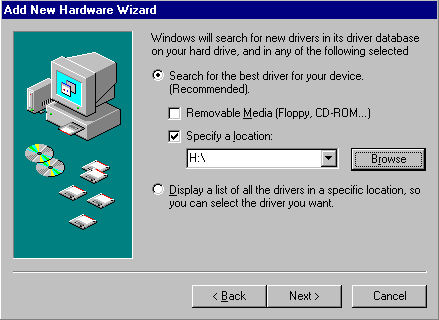 Add New Hardware Wizard
Windows will search for new drivers in its driver database
on your hard drive, and in any of the following selected
Search for the best driver for your device.
(Recommended).
Removable Media (Floppy, CD-ROM...)
Specify a location:
H:\
Browse
Display a list of all the drivers in a specific location, so
you can select the driver you want.
< Back
Next >
Cancel